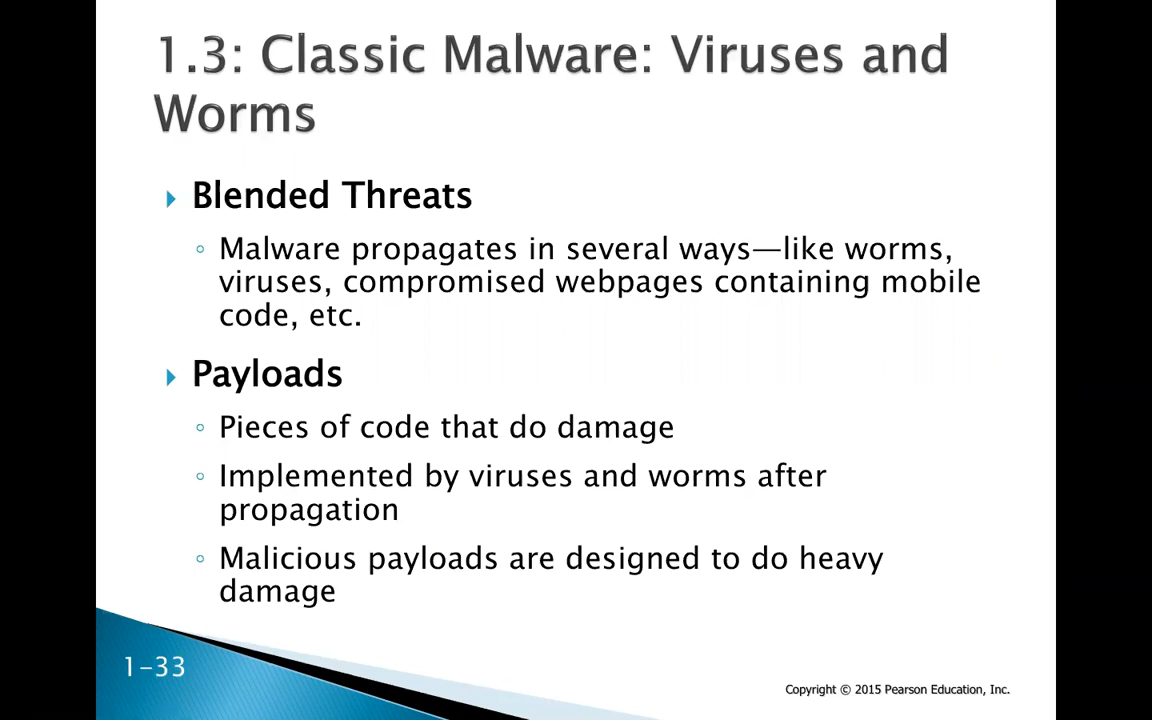 1.3: Classic Malware: Viruses and
Worms
Blended Threats
Malware propagates in several ways—like worms,
viruses, compromised webpages containing mobile
code, etc.
Payloads
Pieces of code that do damage
Implemented by viruses and worms after
propagation
Malicious payloads are designed to do heavy
damage
1-33
Copyright © 2015 Pearson Education, Inc.